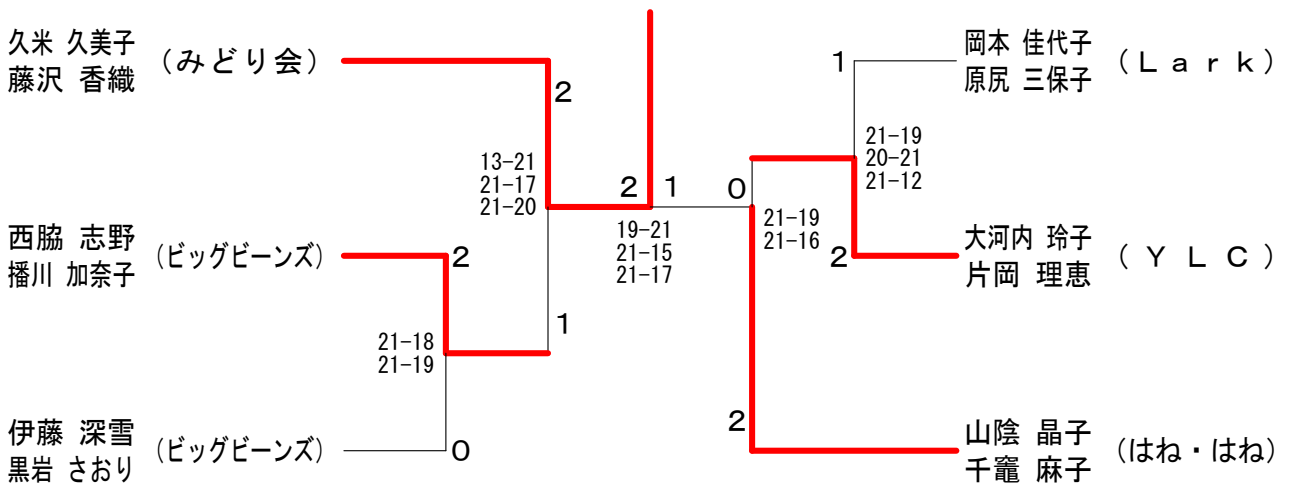 久米 久美子
藤沢 香織
(みどり会)
2
13-21
21-17
21-20
西脇 志野
播川 加奈子
(ビッグビーンズ)
2
21-18
21-19
1
伊藤 深雪
黒岩 さおり
(ビッグビーンズ)
0
2
1
19-21
21-15
21-17
0
21-19
21-16
1
岡本 佳代子
原尻 三保子
(Lark)
21-19
20-21
21-12
2
大河内 玲子
片岡 理恵
(YLC)
2
山陰 晶子
千竈 麻子
(はね・はね)